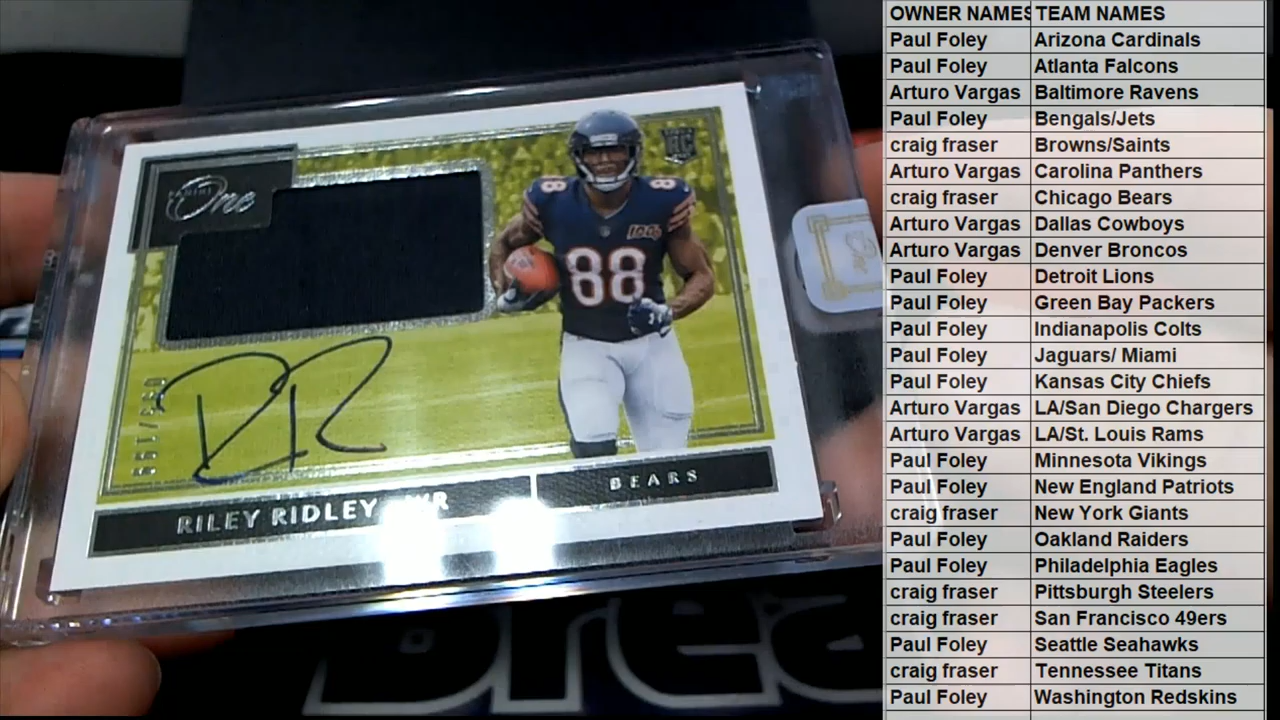 PANINI
One
RC
88
88
100
88
RILEY RIDLEY WR
BEARS
OWNER NAMES TEAM NAMES
Paul Foley Arizona Cardinals
Paul Foley Atlanta Falcons
Arturo Vargas Baltimore Ravens
Paul Foley Bengals/Jets
craig fraser Browns/Saints
Arturo Vargas Carolina Panthers
craig fraser Chicago Bears
Arturo Vargas Dallas Cowboys
Arturo Vargas Denver Broncos
Paul Foley Detroit Lions
Paul Foley Green Bay Packers
Paul Foley Indianapolis Colts
Paul Foley Jaguars/ Miami
Paul Foley Kansas City Chiefs
Arturo Vargas LA/San Diego Chargers
Arturo Vargas LA/St. Louis Rams
Paul Foley Minnesota Vikings
Paul Foley New England Patriots
craig fraser New York Giants
Paul Foley Oakland Raiders
Paul Foley Philadelphia Eagles
craig fraser Pittsburgh Steelers
craig fraser San Francisco 49ers
Paul Foley Seattle Seahawks
craig fraser Tennessee Titans
Paul Foley Washington Redskins